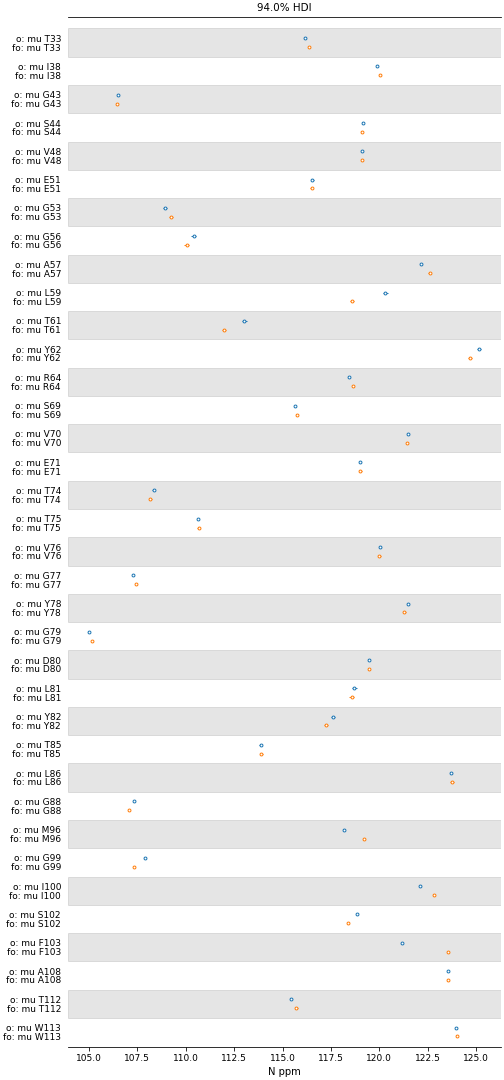 94.0% HDI
o: mu T33
fo: mu T33
o: mu I38
fo: mu I38
o: mu G43
fo: mu G43
o: mu S44
fo: mu S44
o: mu V48
fo: mu V48
o: mu E51
fo: mu E51
o: mu G53
fo: mu G53
o: mu G56
fo: mu G56
o: mu A57
fo: mu A57
o: mu L59
fo: mu L59
o: mu T61
fo: mu T61
o: mu Y62
fo: mu Y62
o: mu R64
fo: mu R64
o: mu S69
fo: mu S69
o: mu V70
fo: mu V70
o: mu E71
fo: mu E71
o: mu T74
fo: mu T74
o: mu T75
fo: mu T75
o: mu V76
fo: mu V76
o: mu G77
fo: mu G77
o: mu Y78
fo: mu Y78
o: mu G79
fo: mu G79
o: mu D80
fo: mu D80
o: mu L81
fo: mu L81
o: mu Y82
fo: mu Y82
o: mu T85
fo: mu T85
o: mu L86
fo: mu L86
o: mu G88
fo: mu G88
o: mu M96
fo: mu M96
o: mu G99
fo: mu G99
o: mu I100
fo: mu I100
o: mu S102
fo: mu S102
o: mu F103
fo: mu F103
o: mu A108
fo: mu A108
o: mu T112
fo: mu T112
o: mu W113
fo: mu W113
105.0 107.5 110.0 112.5 115.0 117.5 120.0 122.5 125.0
N ppm